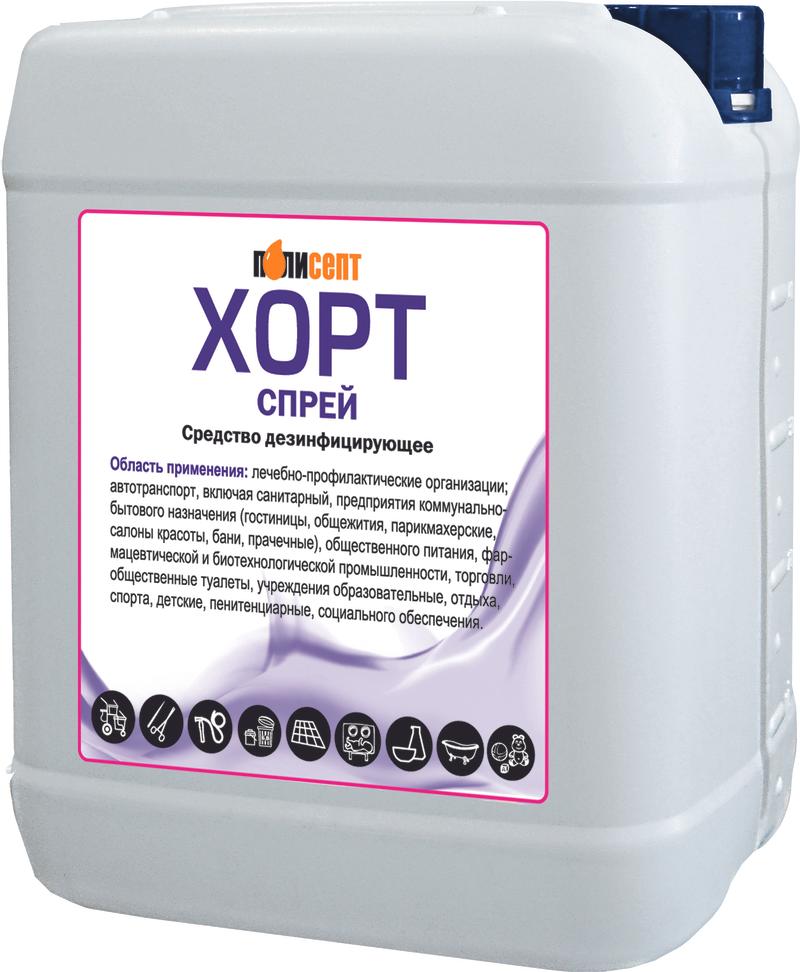 ПОЛИСЕПТ
ХОРТ
СПРЕЙ
Средство дезинфицирующее
Область применения: лечебно-профилактические организации;
автотранспорт, включая санитарный, предприятия коммунально-
бытового назначения (гостиницы, общежития, парикмахерские,
салоны красоты, бани, прачечные), общественного питания, фар-
мацевтической и биотехнологической промышленности, торговли,
общественные туалеты, учреждения образовательные, отдыха,
спорта, детские, пенитенциарные, социального обеспечения.